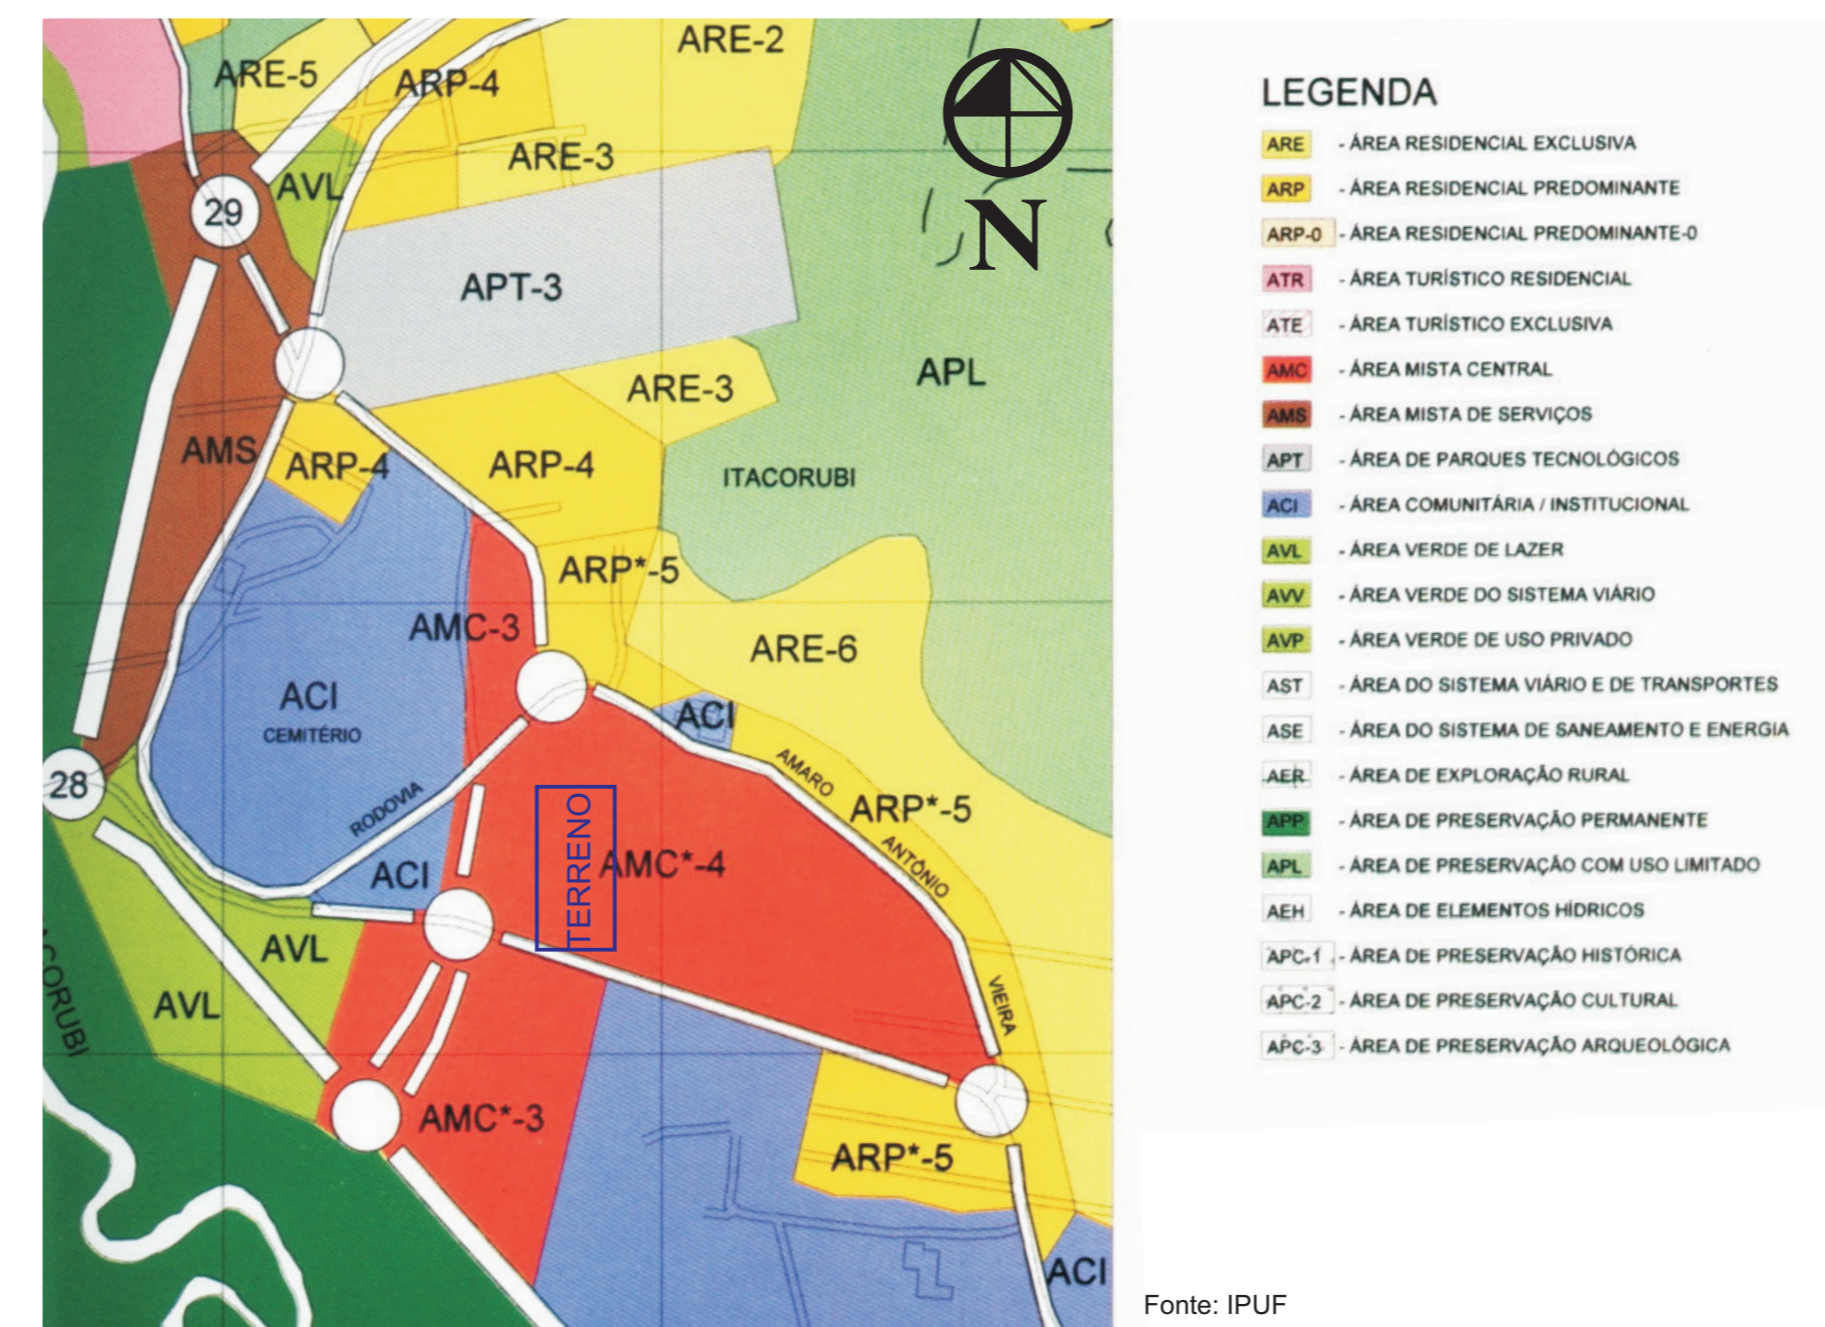 ARE-2
ARE-5
ARP-4
ARE-3
AVL
29
APT-3
N
APL
ARE-3
AMS
ARP-4
ARP-4
ITACORUBI
ARP*-5
AMC-3
ARE-6
ACI
CEMITÉRIO
ACI
28
RODOVIA
AMARO
ANTÔNIO
VIEIRA
ARP*-5
TERRENO
AMC*-4
ACI
AVL
AVL
CORUBI
AMC*-3
ARP*-5
ACI
LEGENDA
ARE - ÁREA RESIDENCIAL EXCLUSIVA
ARP - ÁREA RESIDENCIAL PREDOMINANTE
ARP-0 - ÁREA RESIDENCIAL PREDOMINANTE-0
ATR - ÁREA TURÍSTICO RESIDENCIAL
ATE - ÁREA TURÍSTICO EXCLUSIVA
AMC - ÁREA MISTA CENTRAL
AMS - ÁREA MISTA DE SERVIÇOS
APT - ÁREA DE PARQUES TECNOLÓGICOS
ACI - ÁREA COMUNITÁRIA / INSTITUCIONAL
AVL - ÁREA VERDE DE LAZER
AVV - ÁREA VERDE DO SISTEMA VIÁRIO
AVP - ÁREA VERDE DE USO PRIVADO
AST - ÁREA DO SISTEMA VIÁRIO E DE TRANSPORTES
ASE - ÁREA DO SISTEMA DE SANEAMENTO E ENERGIA
AER - ÁREA DE EXPLORAÇÃO RURAL
APP - ÁREA DE PRESERVAÇÃO PERMANENTE
APL - ÁREA DE PRESERVAÇÃO COM USO LIMITADO
AEH - ÁREA DE ELEMENTOS HÍDRICOS
APC-1 - ÁREA DE PRESERVAÇÃO HISTÓRICA
APC-2 - ÁREA DE PRESERVAÇÃO CULTURAL
APC-3 - ÁREA DE PRESERVAÇÃO ARQUEOLÓGICA
Fonte: IPUF